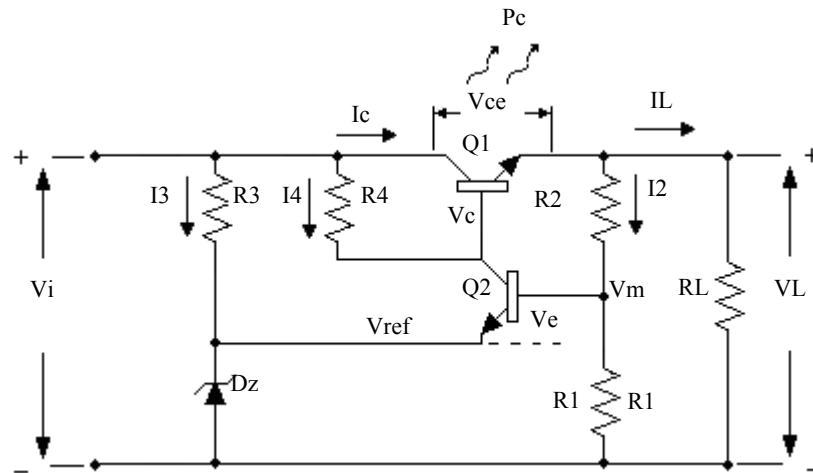 Pc
Vce
Ic
IL
+
Q1
+
I3
R3
I4
R4
R2
I2
Vc
Vi
Q2
Vm
RL
VL
Vref
Ve
Dz
R1
R1
–
–